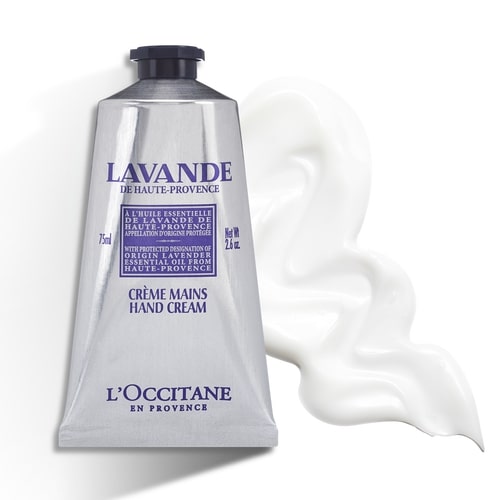 LAVANDE
DE HAUTE-PROVENCE
À L'HUILE ESSENTIELLE
DE LAVANDE DE
HAUTE-PROVENCE
APPELLATION D'ORIGINE PROTÉGÉE
WITH PROTECTED DESIGNATION OF
ORIGIN LAVENDER
ESSENTIAL OIL FROM
HAUTE-PROVENCE
75ml
Net Wt
2.6 oz.
CRÈME MAINS
HAND CREAM
L'OCCITANE
EN PROVENCE